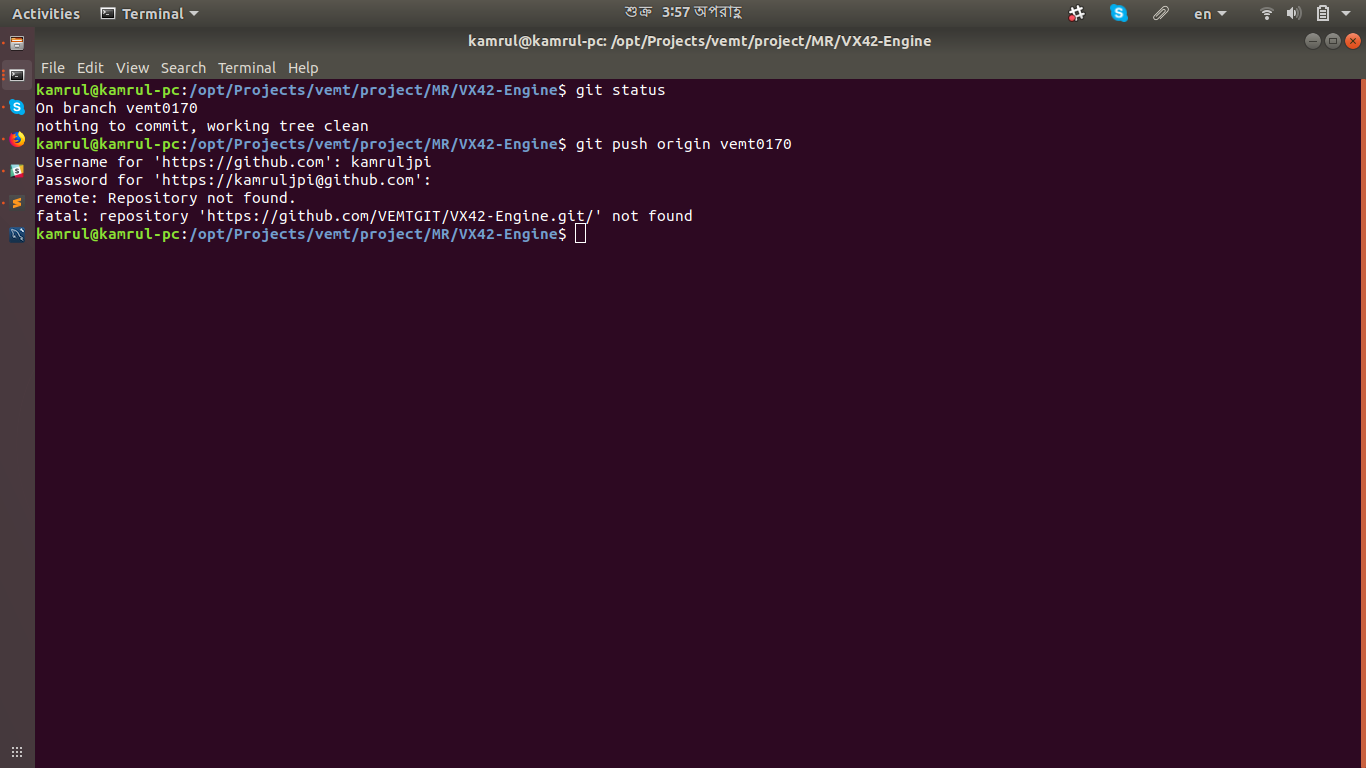 Activities Terminal শুক্র 3:57 অপরাহ্ণ en
kamrul@kamrul-pc: /opt/Projects/vemt/project/MR/VX42-Engine
File Edit View Search Terminal Help
kamrul@kamrul-pc:/opt/Projects/vemt/project/MR/VX42-Engine$ git status
On branch vemt0170
nothing to commit, working tree clean
kamrul@kamrul-pc:/opt/Projects/vemt/project/MR/VX42-Engine$ git push origin vemt0170
Username for 'https://github.com': kamruljpi
Password for 'https://kamruljpi@github.com':
remote: Repository not found.
fatal: repository 'https://github.com/VEMTGIT/VX42-Engine.git/' not found
kamrul@kamrul-pc:/opt/Projects/vemt/project/MR/VX42-Engine$